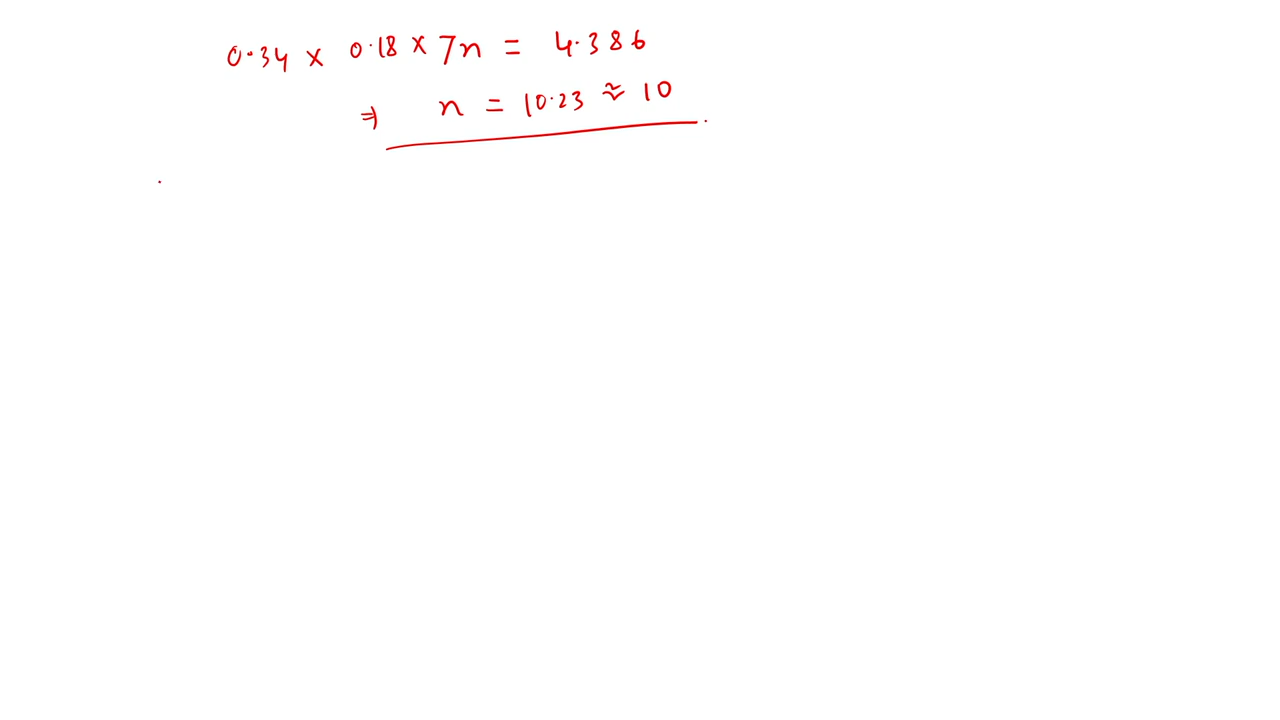 0.34 × 0.18 × 7n = 4.386
⇒ n = 10.23 ≈ 10